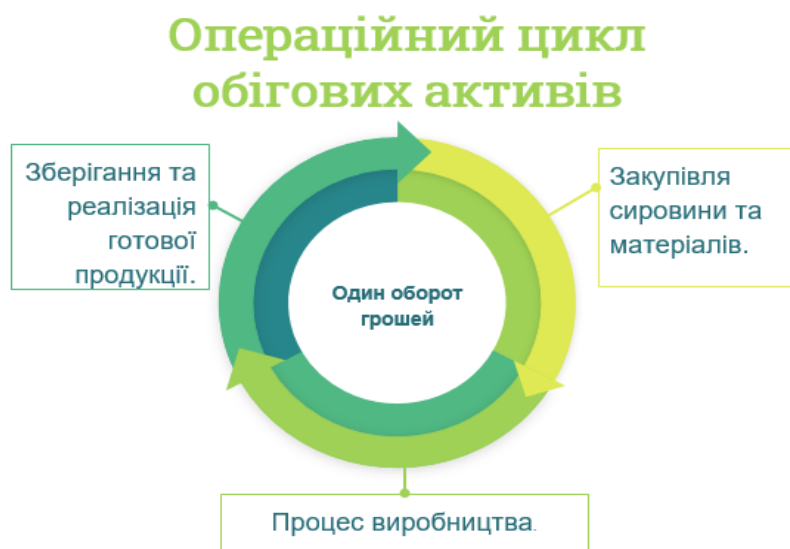 Операційний цикл
обігових активів
Зберігання та
реалізація
готової
продукції.
Закупівля
сировини та
матеріалів.
Один оборот
грошей
Процес виробництва.